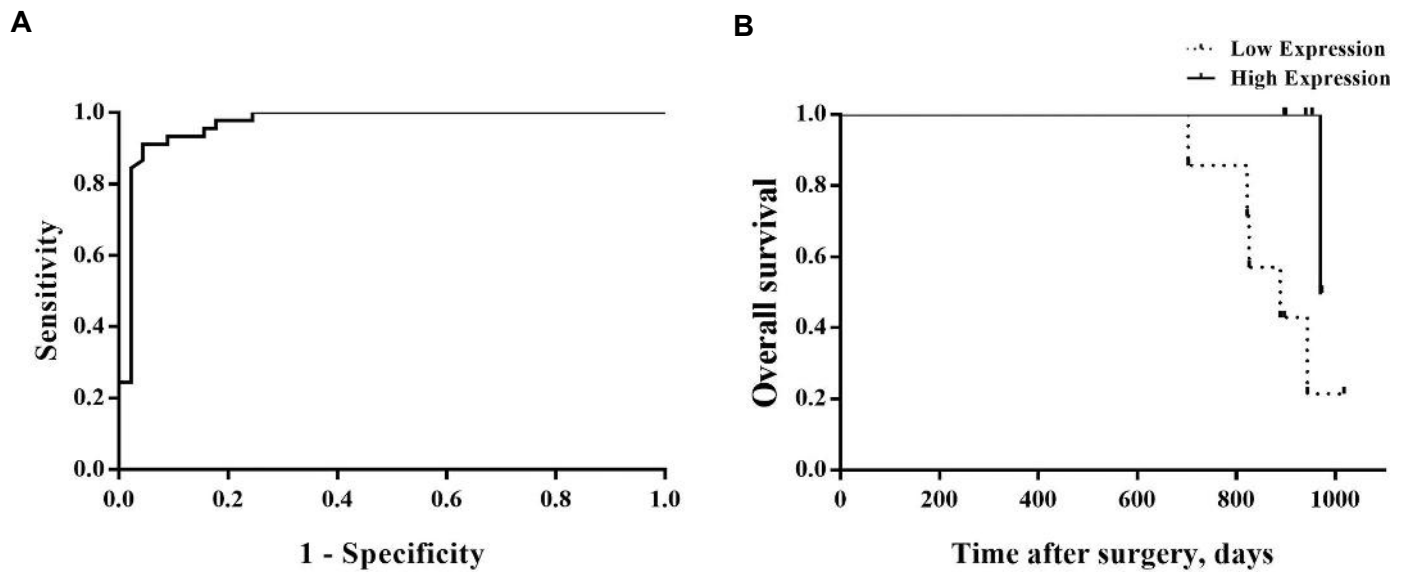 A
B
Low Expression
High Expression
Sensitivity
1.0
0.8
0.6
0.4
0.2
0.0
0.0 0.2 0.4 0.6 0.8 1.0
1 - Specificity
Overall survival
1.0
0.8
0.6
0.4
0.2
0.0
0 200 400 600 800 1000
Time after surgery, days